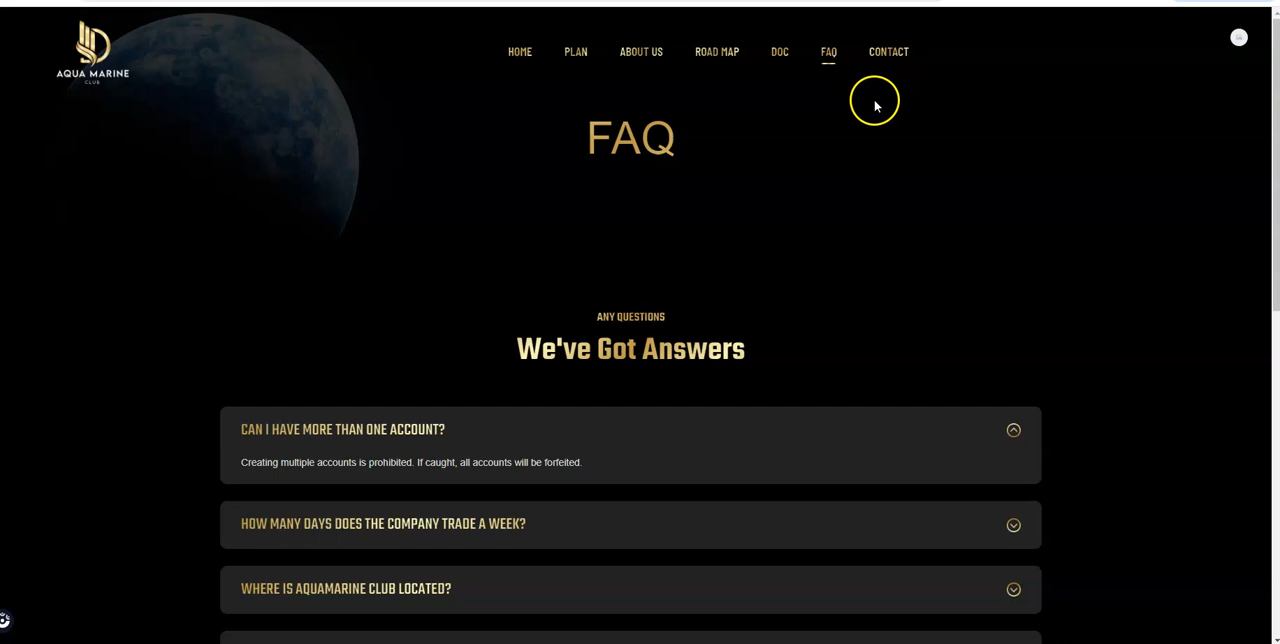 AQUA MARINE
CLUB
HOME PLAN ABOUT US ROAD MAP DOC FAQ CONTACT
FAQ
ANY QUESTIONS
We've Got Answers
CAN I HAVE MORE THAN ONE ACCOUNT?
Creating multiple accounts is prohibited. If caught, all accounts will be forfeited.
HOW MANY DAYS DOES THE COMPANY TRADE A WEEK?
WHERE IS AQUAMARINE CLUB LOCATED?